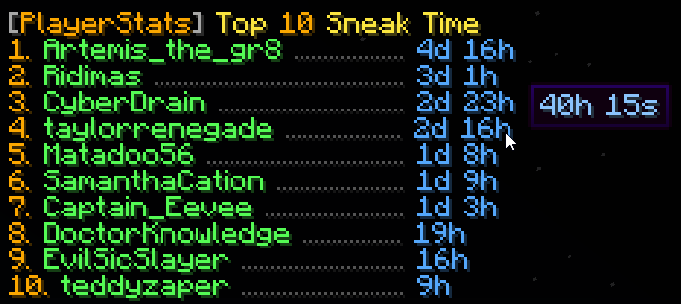 [PlayerStats] Top 10 Sneak Time
1. Artemis_the_gr8 ................. 4d 16h
2. Ridimas ........................................ 3d 1h
3. CyberDrain ............................. 2d 23h
4. taylorrenegade .................. 2d 16h
40h 15s
5. Matadoo56 ............................... 1d 8h
6. SamanthaCation .................... 1d 9h
7. Captain_Eevee ...................... 1d 3h
8. DoctorKnowledge ............... 19h
9. EvilSicSlayer ........................ 16h
10. teddyzaper ......................... 9h